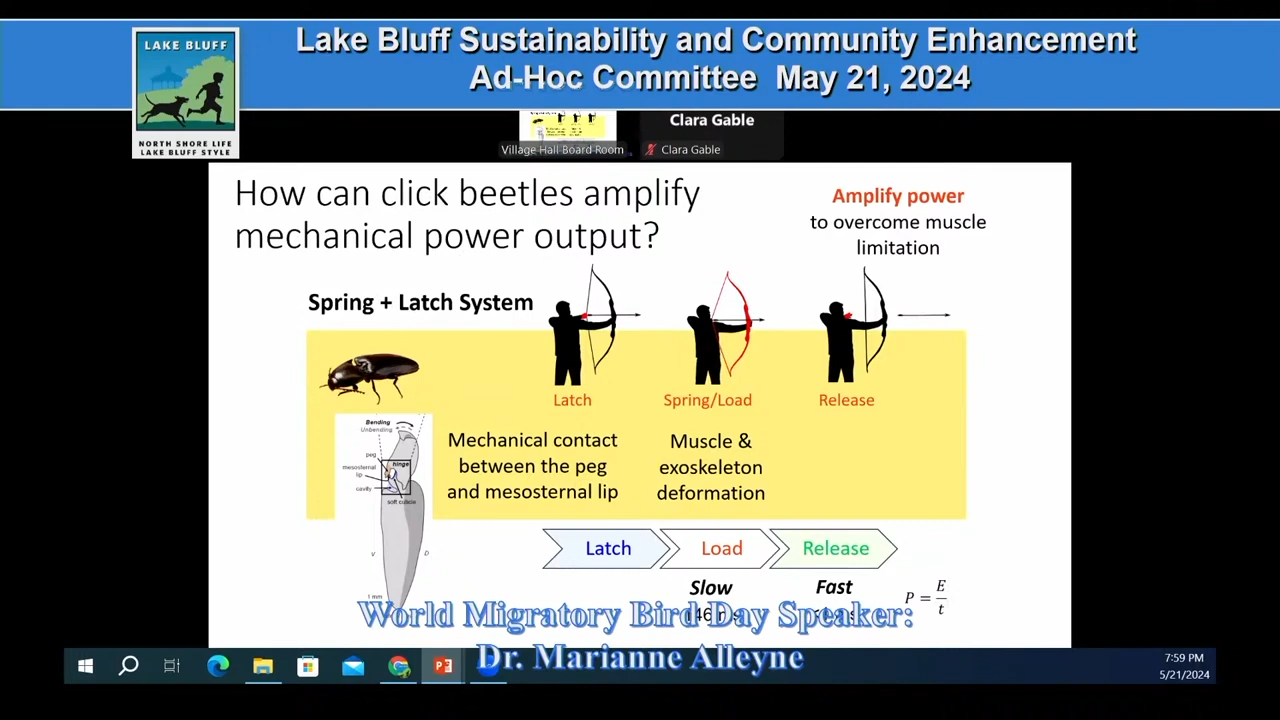 Lake Bluff Sustainability and Community Enhancement
Ad-Hoc Committee May 21, 2024
LAKE BLUFF
NORTH SHORE LIFE
LAKE BLUFF STYLE
Clara Gable
Village Hall Board Room
Clara Gable
How can click beetles amplify
mechanical power output?
Amplify power
to overcome muscle
limitation
Spring + Latch System
Latch
Spring/Load
Release
Bending
Unbending
peg
hinge
mesosternal
lip
cavity
soft cuticle
V
D
1 mm
Mechanical contact
between the peg
and mesosternal lip
Muscle &
exoskeleton
deformation
Latch
Load
Release
Slow
Fast
P = E/t
World Migratory Bird Day Speaker:
Dr. Marianne Alleyne
7:59 PM
5/21/2024